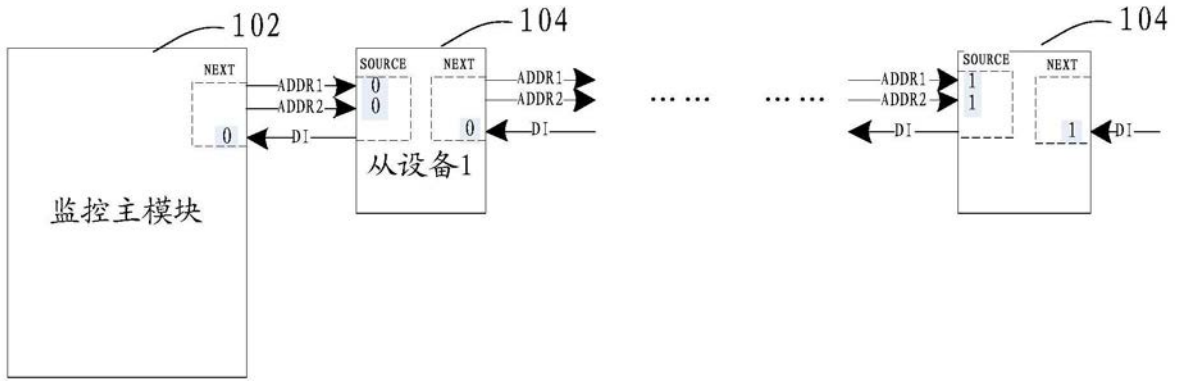 102
104
104
NEXT
SOURCE
NEXT
SOURCE
NEXT
ADDR1
0
ADDR1
ADDR1
1
ADDR2
0
ADDR2
…… ……
ADDR2
1
0
DI
0
DI
DI
1
DI
从设备1
监控主模块